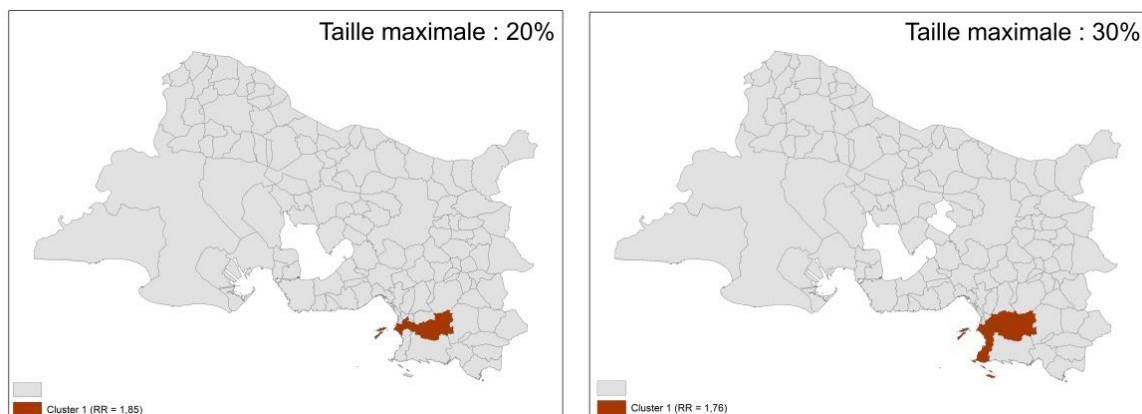 Taille maximale : 20%
Cluster 1 (RR = 1,85)
Taille maximale : 30%
Cluster 1 (RR = 1,76)